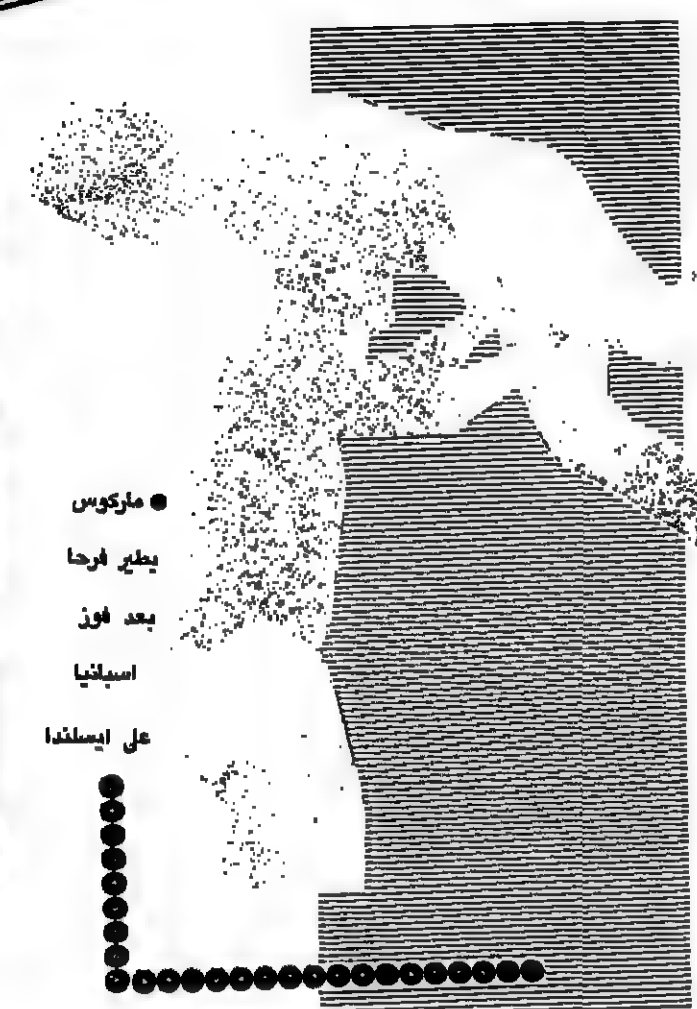 ● ماركوس
يطير فرحا
بعد فوز
اسبانيا
على ايسلندا